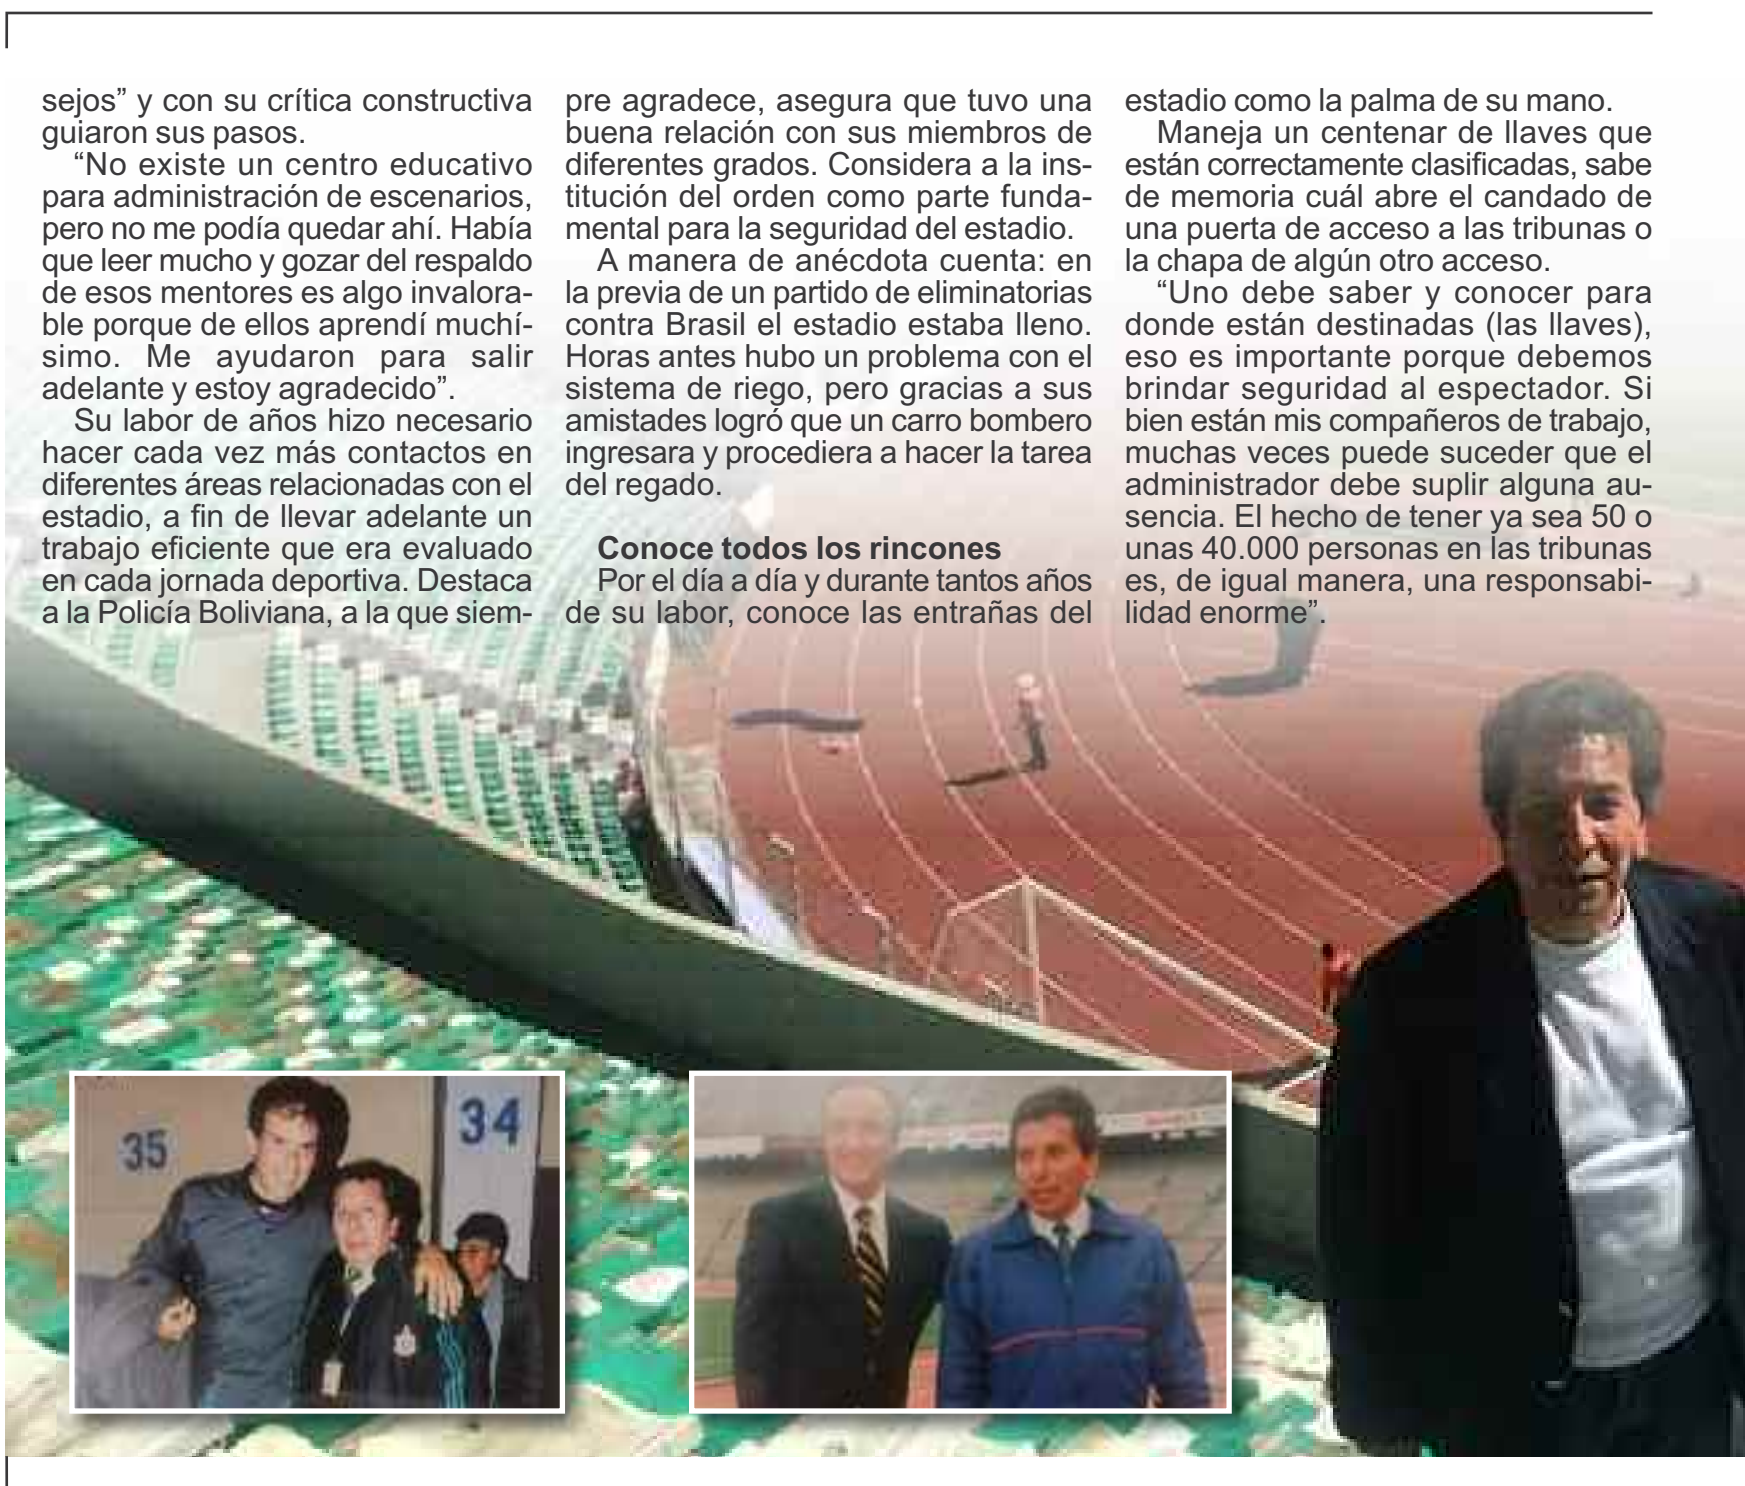 sejos” y con su crítica constructiva
guiaron sus pasos.
“No existe un centro educativo
para administración de escenarios,
pero no me podía quedar ahí. Había
que leer mucho y gozar del respaldo
de esos mentores es algo invalora-
ble porque de ellos aprendí muchí-
simo. Me ayudaron para salir
adelante y estoy agradecido”.
Su labor de años hizo necesario
hacer cada vez más contactos en
diferentes áreas relacionadas con el
estadio, a fin de llevar adelante un
trabajo eficiente que era evaluado
en cada jornada deportiva. Destaca
a la Policía Boliviana, a la que siem-
pre agradece, asegura que tuvo una
buena relación con sus miembros de
diferentes grados. Considera a la ins-
titución del orden como parte funda-
mental para la seguridad del estadio.
A manera de anécdota cuenta: en
la previa de un partido de eliminatorias
contra Brasil el estadio estaba lleno.
Horas antes hubo un problema con el
sistema de riego, pero gracias a sus
amistades logró que un carro bombero
ingresara y procediera a hacer la tarea
del regado.
Conoce todos los rincones
Por el día a día y durante tantos años
de su labor, conoce las entrañas del
estadio como la palma de su mano.
Maneja un centenar de llaves que
están correctamente clasificadas, sabe
de memoria cuál abre el candado de
una puerta de acceso a las tribunas o
la chapa de algún otro acceso.
“Uno debe saber y conocer para
donde están destinadas (las llaves),
eso es importante porque debemos
brindar seguridad al espectador. Si
bien están mis compañeros de trabajo,
muchas veces puede suceder que el
administrador debe suplir alguna au-
sencia. El hecho de tener ya sea 50 o
unas 40.000 personas en las tribunas
es, de igual manera, una responsabi-
lidad enorme”.
35
34